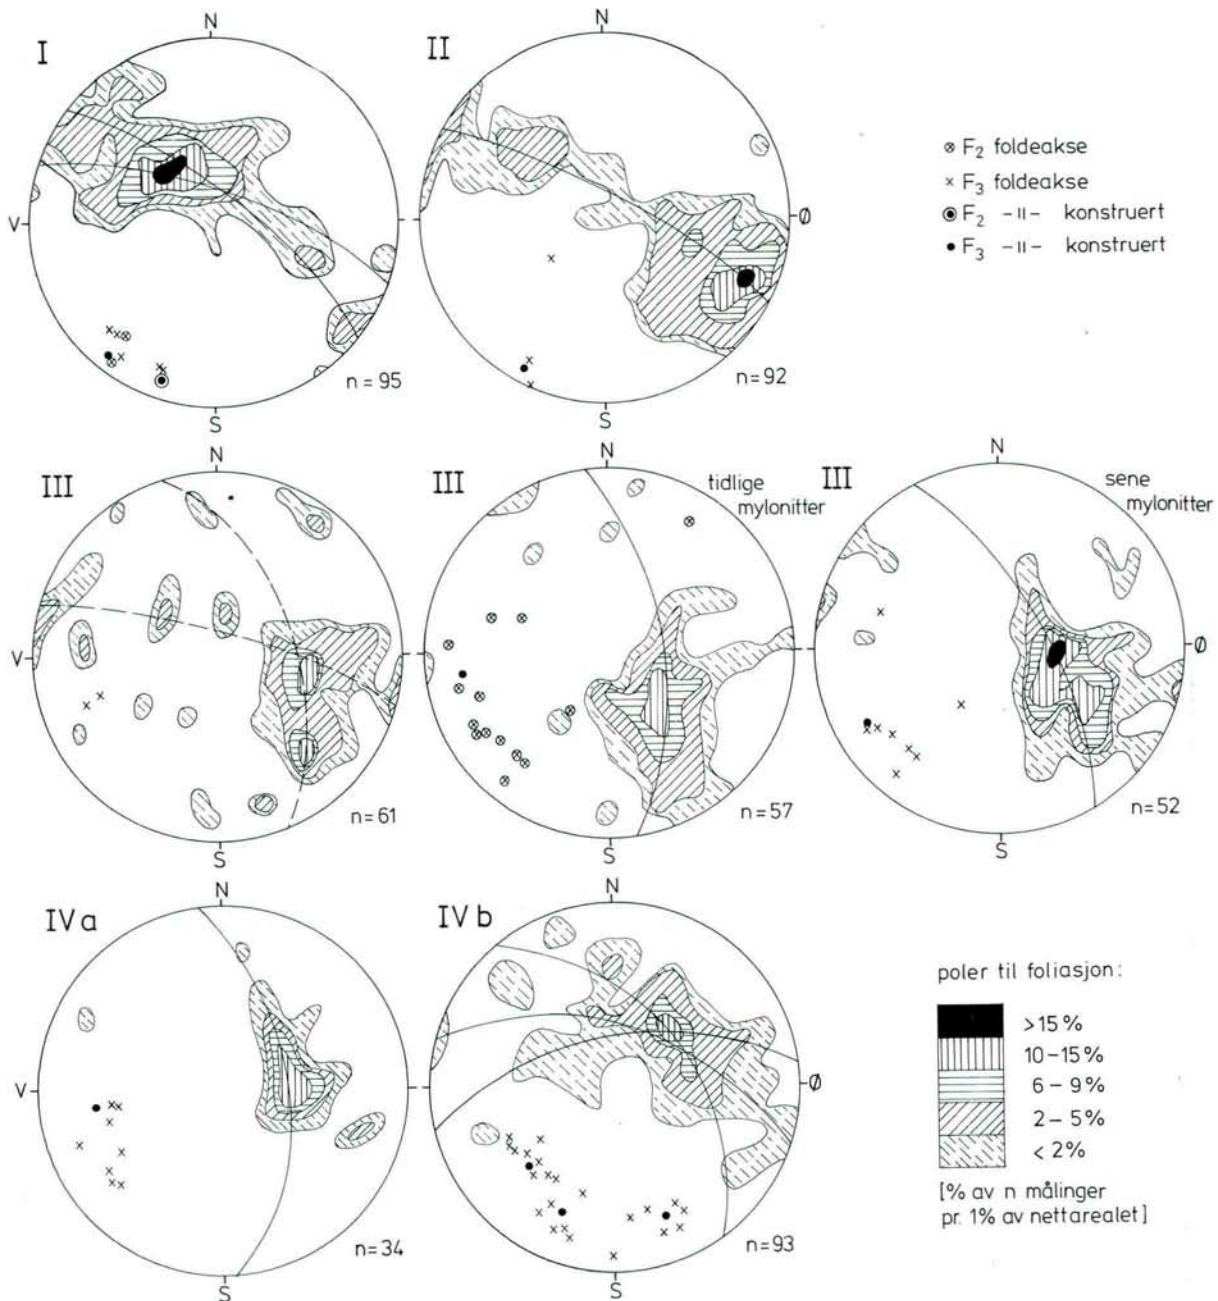 I
N
V
S
n=95
II
N
Ø
S
n=92
⊗ F₂ foldeakse
× F₃ foldeakse
F₂ -॥- konstruert
F₃ -॥- konstruert
III
N
V
S
n=61
III
N
tidlige
mylonitter
S
n=57
III
N
sene
mylonitter
Ø
S
n=52
IV a
N
V
S
n=34
IV b
N
Ø
S
n=93
poler til foliasjon:
>15%
10-15%
6-9%
2-5%
<2%
[% av n målinger
pr. 1% av nettarealet]